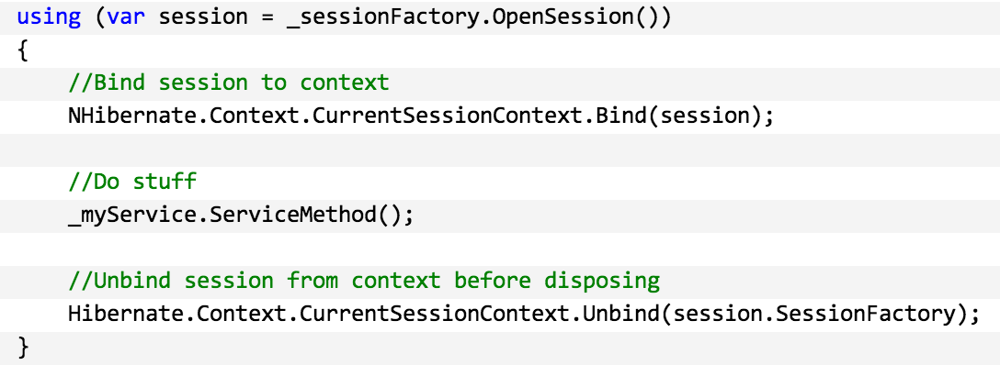 using (var session = _sessionFactory.OpenSession())
{
    //Bind session to context
    NHibernate.Context.CurrentSessionContext.Bind(session);

    //Do stuff
    _myService.ServiceMethod();

    //Unbind session from context before disposing
    Hibernate.Context.CurrentSessionContext.Unbind(session.SessionFactory);
}